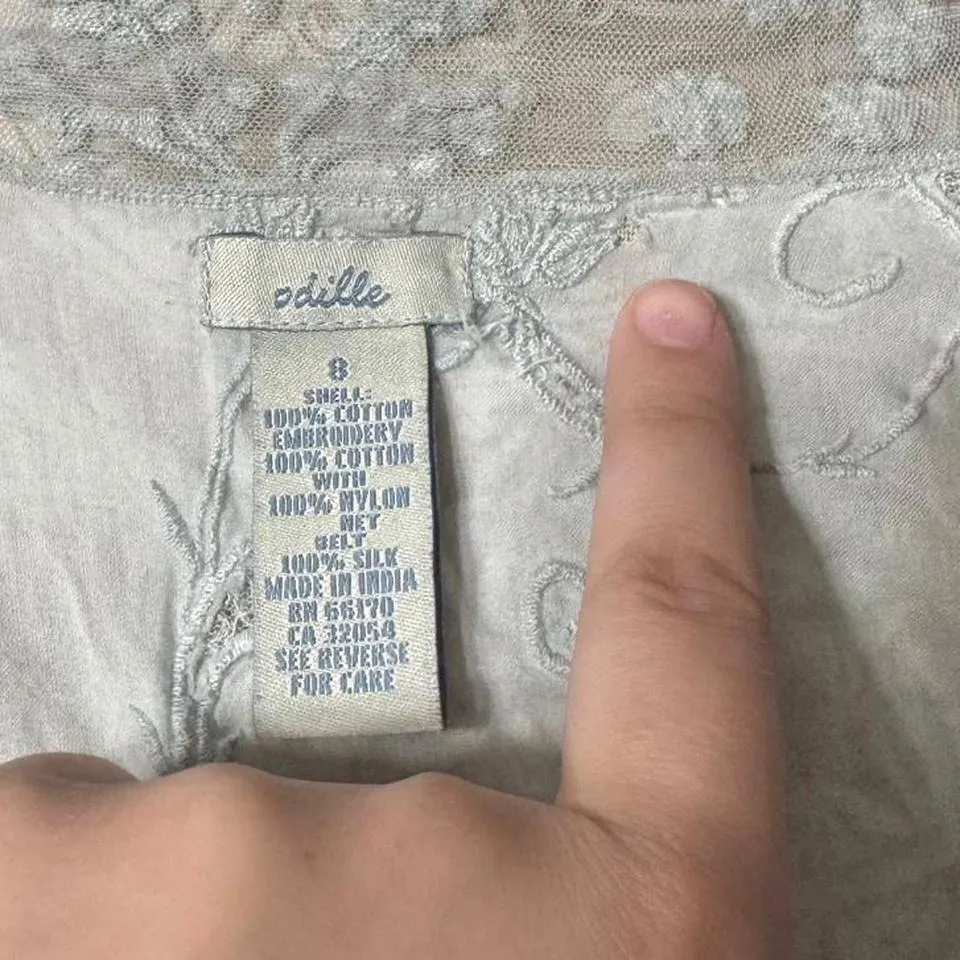 odille
8
SHELL:
100% COTTON
EMBROIDERY
100% COTTON
WITH
100% NYLON
NET
BELT
100% SILK
MADE IN INDIA
RN 66170
CA 32054
SEE REVERSE
FOR CARE